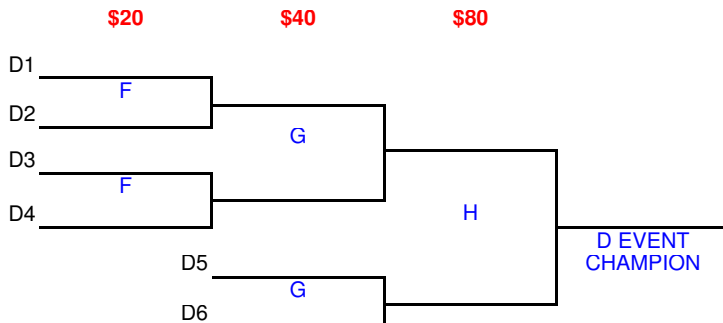 $20 $40 $80
D1
F
D2
G
D3
F
D4
H
D EVENT
CHAMPION
D5
G
D6